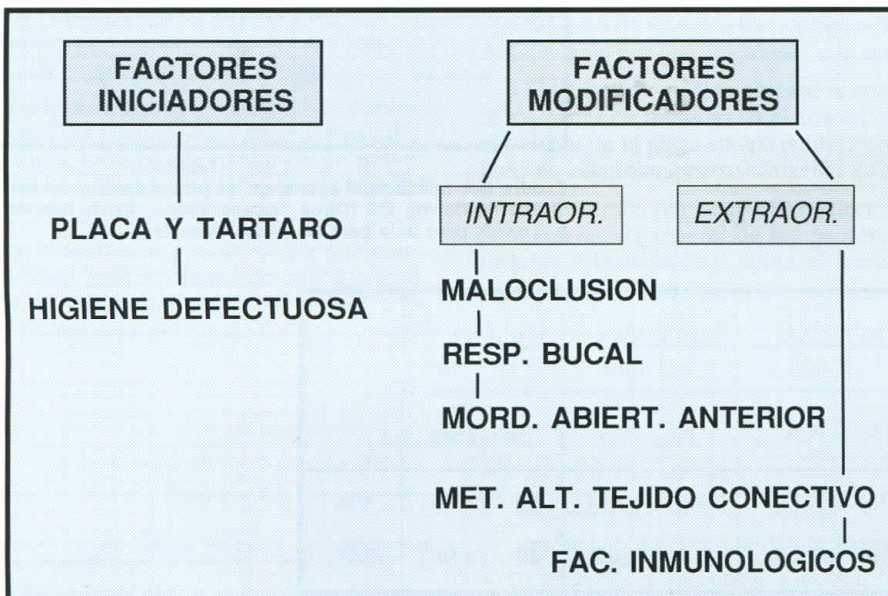 FACTORES
INICIADORES
PLACA Y TARTARO
HIGIENE DEFECTUOSA
FACTORES
MODIFICADORES
INTRAOR.
EXTRAOR.
MALOCLUSION
RESP. BUCAL
MORD. ABIERT. ANTERIOR
MET. ALT. TEJIDO CONECTIVO
FAC. INMUNOLOGICOS